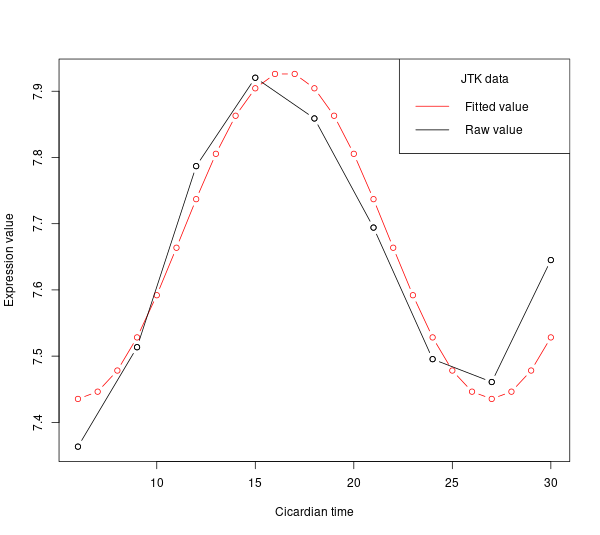 JTK data
Fitted value
Raw value
Expression value
7.9
7.8
7.7
7.6
7.5
7.4
10 15 20 25 30
Cicardian time